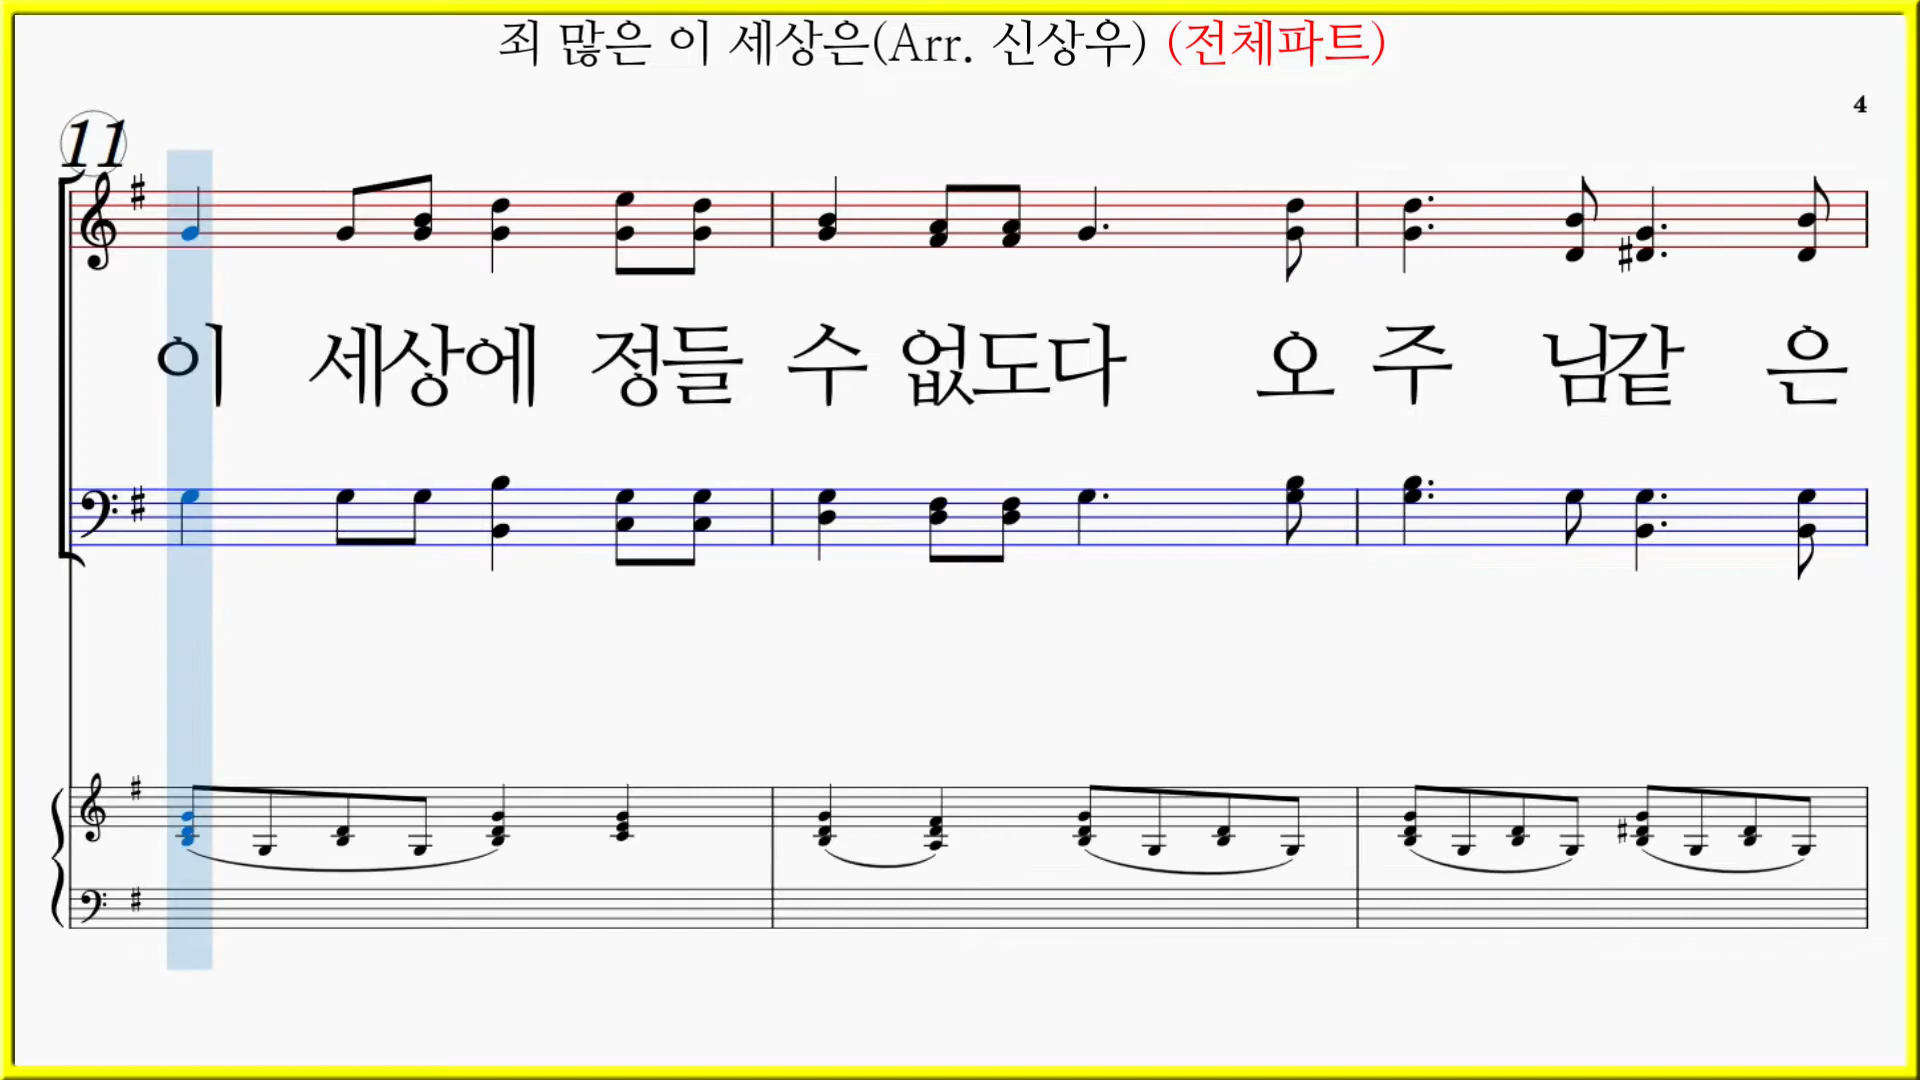 죄 많은 이 세상은(Arr. 신상우) (전체파트)
4
11
이 세상에 정들 수 없도다 오 주 님같 은